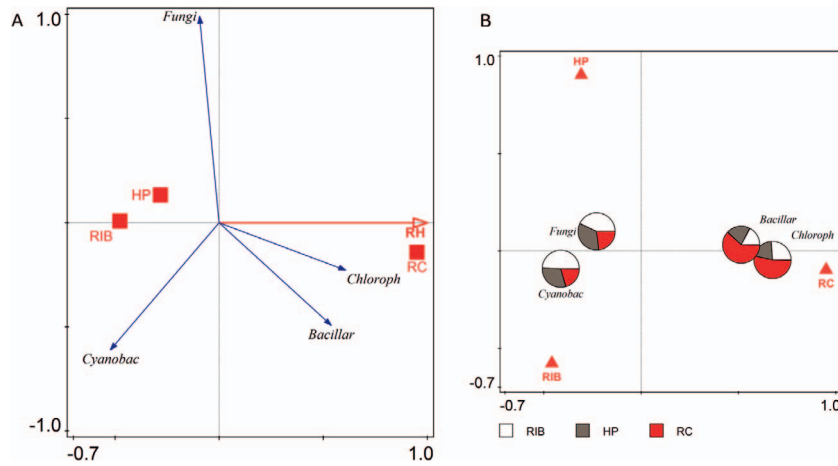 A
1.0
Fungi
HP
RIB
RH
RC
Chloroph
Bacillar
Cyanobac
-1.0
-0.7
1.0
B
1.0
HP
Fungi
Bacillar
Chloroph
Cyanobac
RC
RIB
-0.7
-0.7
1.0
RIB
HP
RC